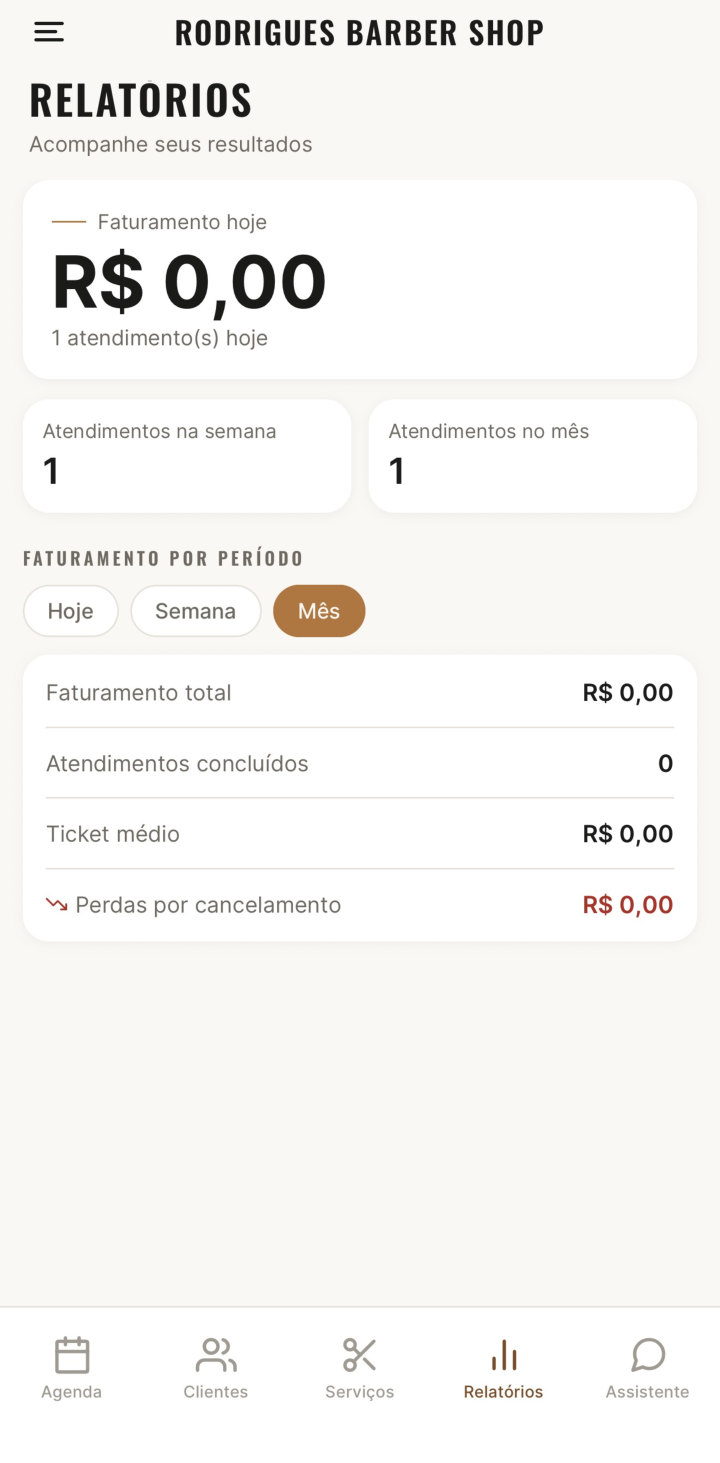 RODRIGUES BARBER SHOP
RELATÓRIOS
Acompanhe seus resultados
Faturamento hoje
R$ 0,00
1 atendimento(s) hoje
Atendimentos na semana
1
Atendimentos no mês
1
FATURAMENTO POR PERÍODO
Hoje
Semana
Mês
Faturamento total R$ 0,00
Atendimentos concluídos 0
Ticket médio R$ 0,00
Perdas por cancelamento R$ 0,00
Agenda
Clientes
Serviços
Relatórios
Assistente